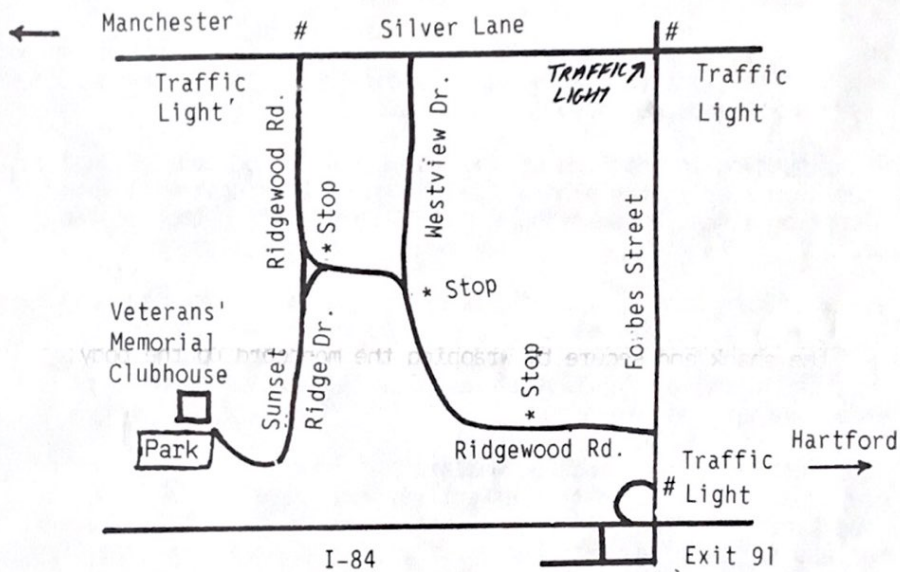 Manchester
#
Silver Lane
#
Traffic
Light'
TRAFFIC
LIGHT
Traffic
Light
Ridgewood Rd.
* Stop
Westview Dr.
Forbes Street
* Stop
Veterans'
Memorial
Clubhouse
Sunset
Ridge Dr.
* Stop
Park
Ridgewood Rd.
Hartford
Traffic
# Light
I-84
Exit 91